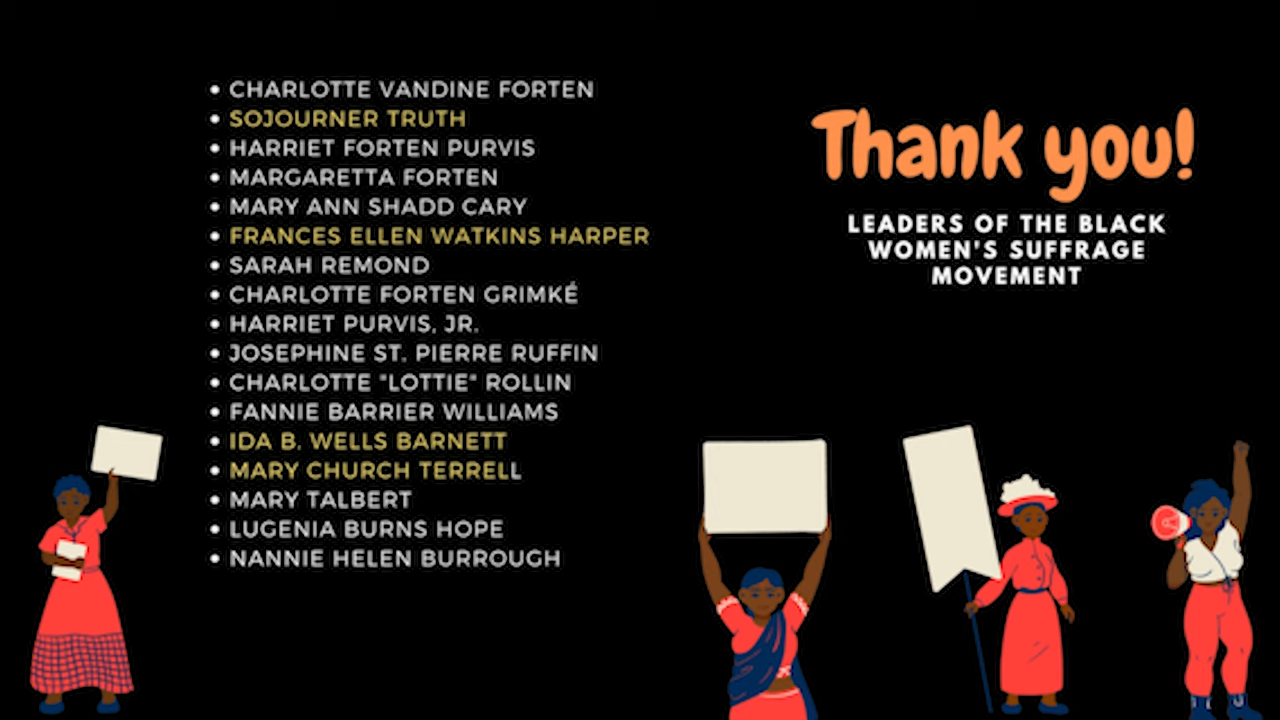 • CHARLOTTE VANDINE FORTEN
• SOJOURNER TRUTH
• HARRIET FORTEN PURVIS
• MARGARETTA FORTEN
• MARY ANN SHADD CARY
• FRANCES ELLEN WATKINS HARPER
• SARAH REMOND
• CHARLOTTE FORTEN GRIMKÉ
• HARRIET PURVIS, JR.
• JOSEPHINE ST. PIERRE RUFFIN
• CHARLOTTE "LOTTIE" ROLLIN
• FANNIE BARRIER WILLIAMS
• IDA B. WELLS BARNETT
• MARY CHURCH TERRELL
• MARY TALBERT
• LUGENIA BURNS HOPE
• NANNIE HELEN BURROUGH
Thank you!
LEADERS OF THE BLACK
WOMEN'S SUFFRAGE
MOVEMENT